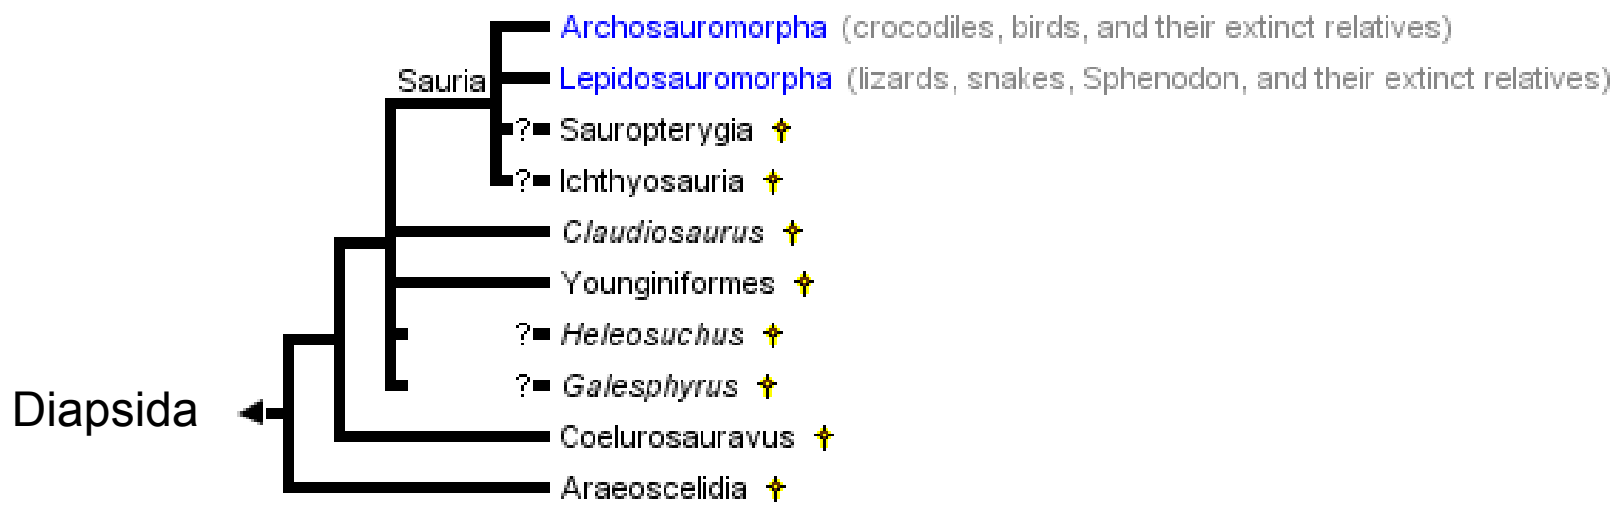 Archosauromorpha (crocodiles, birds, and their extinct relatives)
Sauria
Lepidosauromorpha (lizards, snakes, Sphenodon, and their extinct relatives)
? Sauropterygia †
? Ichthyosauria †
Claudiosaurus †
Younginiformes †
? Heleosuchus †
? Galesphyrus †
Diapsida
Coelurosauravus †
Araeoscelidia †